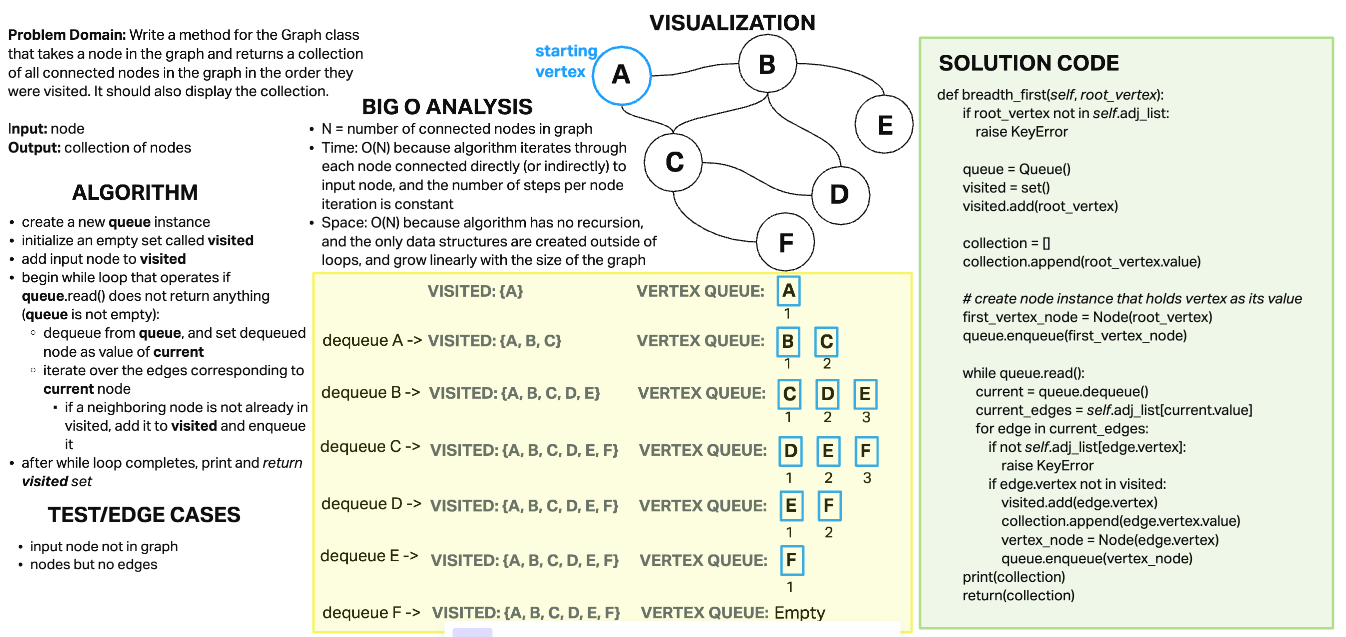 Problem Domain: Write a method for the Graph class
that takes a node in the graph and returns a collection
of all connected nodes in the graph in the order they
were visited. It should also display the collection.
Input: node
Output: collection of nodes
ALGORITHM
• create a new queue instance
• initialize an empty set called visited
• add input node to visited
• begin while loop that operates if
queue.read() does not return anything
(queue is not empty):
◦ dequeue from queue, and set dequeued
node as value of current
◦ iterate over the edges corresponding to
current node
▪ if a neighboring node is not already in
visited, add it to visited and enqueue
it
• after while loop completes, print and return
visited set
TEST/EDGE CASES
• input node not in graph
• nodes but no edges
BIG O ANALYSIS
• N = number of connected nodes in graph
• Time: O(N) because algorithm iterates through
each node connected directly (or indirectly) to
input node, and the number of steps per node
iteration is constant
• Space: O(N) because algorithm has no recursion,
and the only data structures are created outside of
loops, and grow linearly with the size of the graph
VISUALIZATION
starting
vertex
A
B
E
C
D
F
VISITED: {A} VERTEX QUEUE: A
1
dequeue A -> VISITED: {A, B, C} VERTEX QUEUE: B C
1 2
dequeue B -> VISITED: {A, B, C, D, E} VERTEX QUEUE: C D E
1 2 3
dequeue C -> VISITED: {A, B, C, D, E, F} VERTEX QUEUE: D E F
1 2 3
dequeue D -> VISITED: {A, B, C, D, E, F} VERTEX QUEUE: E F
1 2
dequeue E -> VISITED: {A, B, C, D, E, F} VERTEX QUEUE: F
1
dequeue F -> VISITED: {A, B, C, D, E, F} VERTEX QUEUE: Empty
SOLUTION CODE
def breadth_first(self, root_vertex):
if root_vertex not in self.adj_list:
raise KeyError
queue = Queue()
visited = set()
visited.add(root_vertex)
collection = []
collection.append(root_vertex.value)
# create node instance that holds vertex as its value
first_vertex_node = Node(root_vertex)
queue.enqueue(first_vertex_node)
while queue.read():
current = queue.dequeue()
current_edges = self.adj_list[current.value]
for edge in current_edges:
if not self.adj_list[edge.vertex]:
raise KeyError
if edge.vertex not in visited:
visited.add(edge.vertex)
collection.append(edge.vertex.value)
vertex_node = Node(edge.vertex)
queue.enqueue(vertex_node)
print(collection)
return(collection)